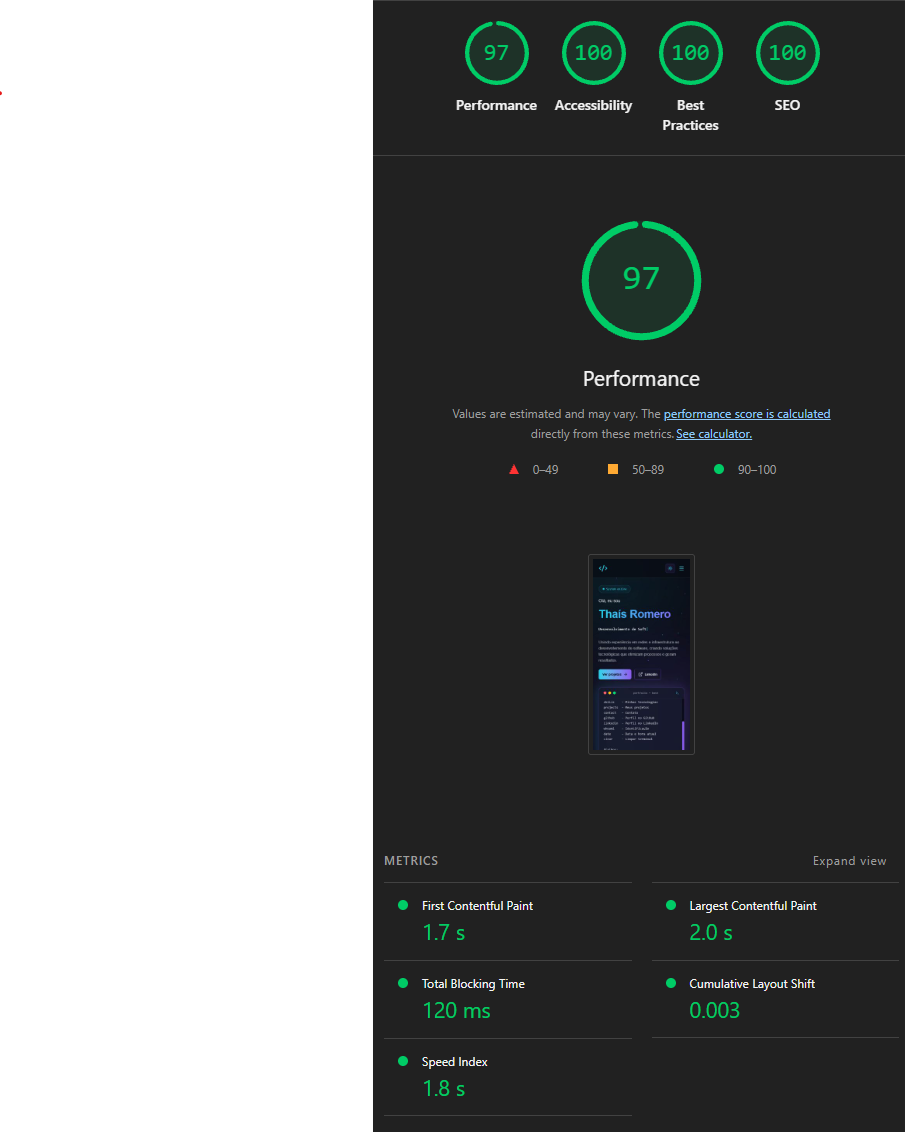 97
100
100
100
Performance
Accessibility
Best
Practices
SEO
97
Performance
Values are estimated and may vary. The performance score is calculated
directly from these metrics. See calculator.
0–49
50–89
90–100
</>
Thaís Romero
METRICS
Expand view
First Contentful Paint
1.7 s
Largest Contentful Paint
2.0 s
Total Blocking Time
120 ms
Cumulative Layout Shift
0.003
Speed Index
1.8 s